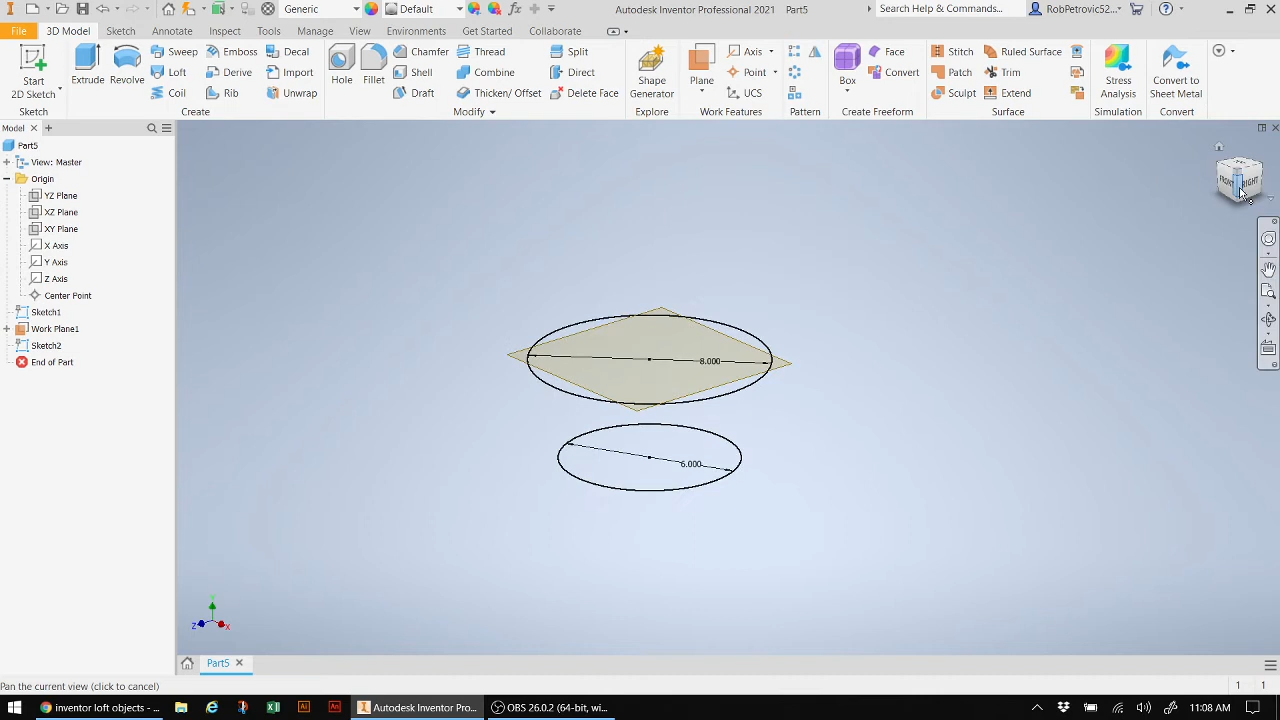 Generic
Default
fx
Autodesk Inventor Professional 2021 Part5
Search Help & Commands...
RobPetrovic52...
File
3D Model
Sketch
Annotate
Inspect
Tools
Manage
View
Environments
Get Started
Collaborate
Start
2D Sketch
Extrude
Revolve
Sweep
Emboss
Decal
Loft
Derive
Import
Coil
Rib
Unwrap
Hole
Fillet
Chamfer
Thread
Split
Shell
Combine
Direct
Draft
Thicken/ Offset
Delete Face
Shape
Generator
Plane
Axis
Point
UCS
Box
Face
Convert
Stitch
Ruled Surface
Patch
Trim
Sculpt
Extend
Stress
Analysis
Convert to
Sheet Metal
Sketch
Create
Modify
Explore
Work Features
Pattern
Create Freeform
Surface
Simulation
Convert
Model
Part5
View: Master
Origin
YZ Plane
XZ Plane
XY Plane
X Axis
Y Axis
Z Axis
Center Point
Sketch1
Work Plane1
Sketch2
End of Part
RIGHT
8.000
6.000
Z
X
Part5
Pan the current view (click to cancel)
1 1
inventor loft objects - ...
Ai
An
Autodesk Inventor Pro...
OBS 26.0.2 (64-bit, wi...
11:08 AM